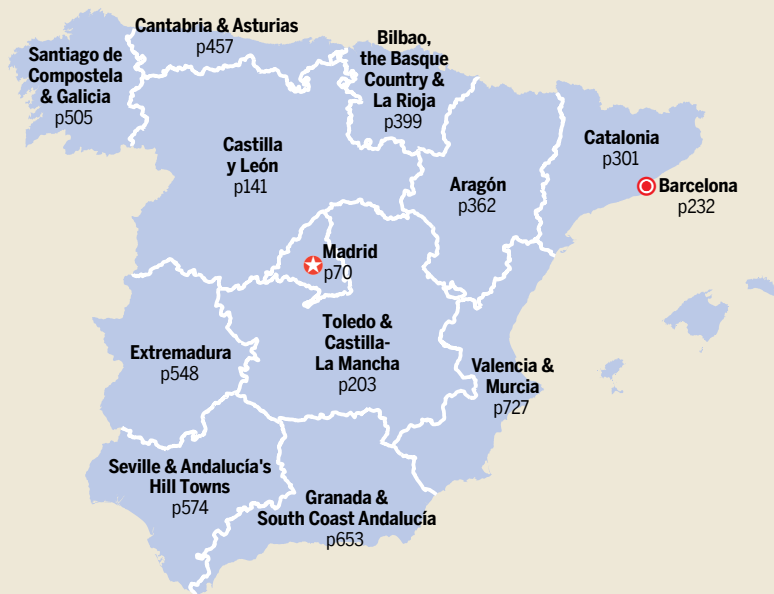 Cantabria & Asturias
p457
Santiago de
Compostela
& Galicia
p505
Bilbao,
the Basque
Country &
La Rioja
p399
Castilla
y León
p141
Aragón
p362
Catalonia
p301
Barcelona
p232
Madrid
p70
Extremadura
p548
Toledo &
Castilla-
La Mancha
p203
Valencia &
Murcia
p727
Seville & Andalucía's
Hill Towns
p574
Granada &
South Coast Andalucía
p653